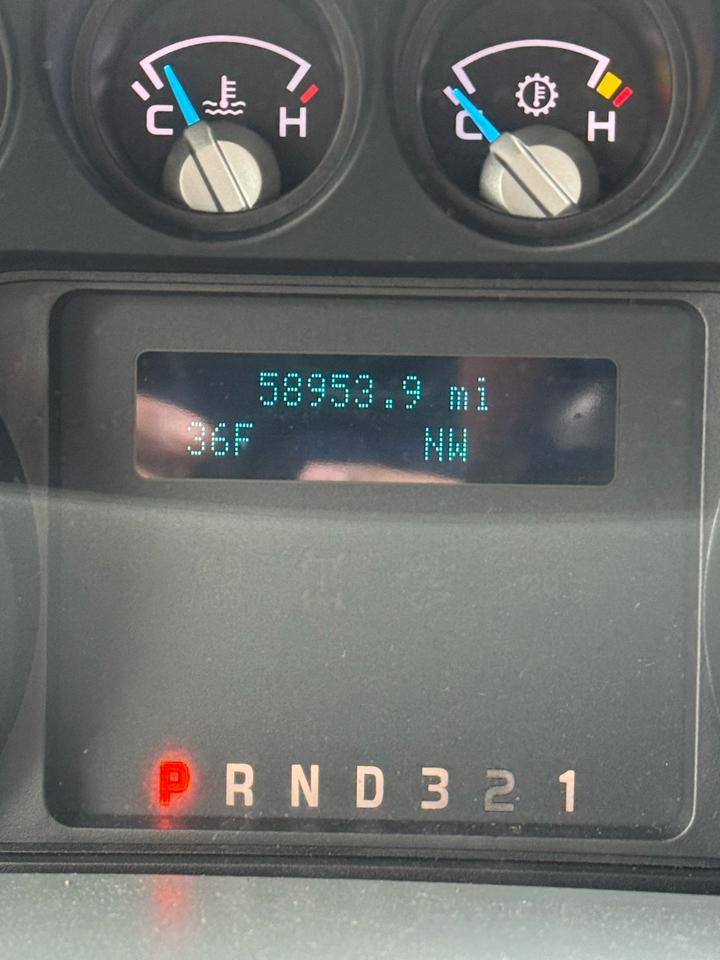 C H
C H
58953.9 mi
36F NW
P R N D 3 2 1